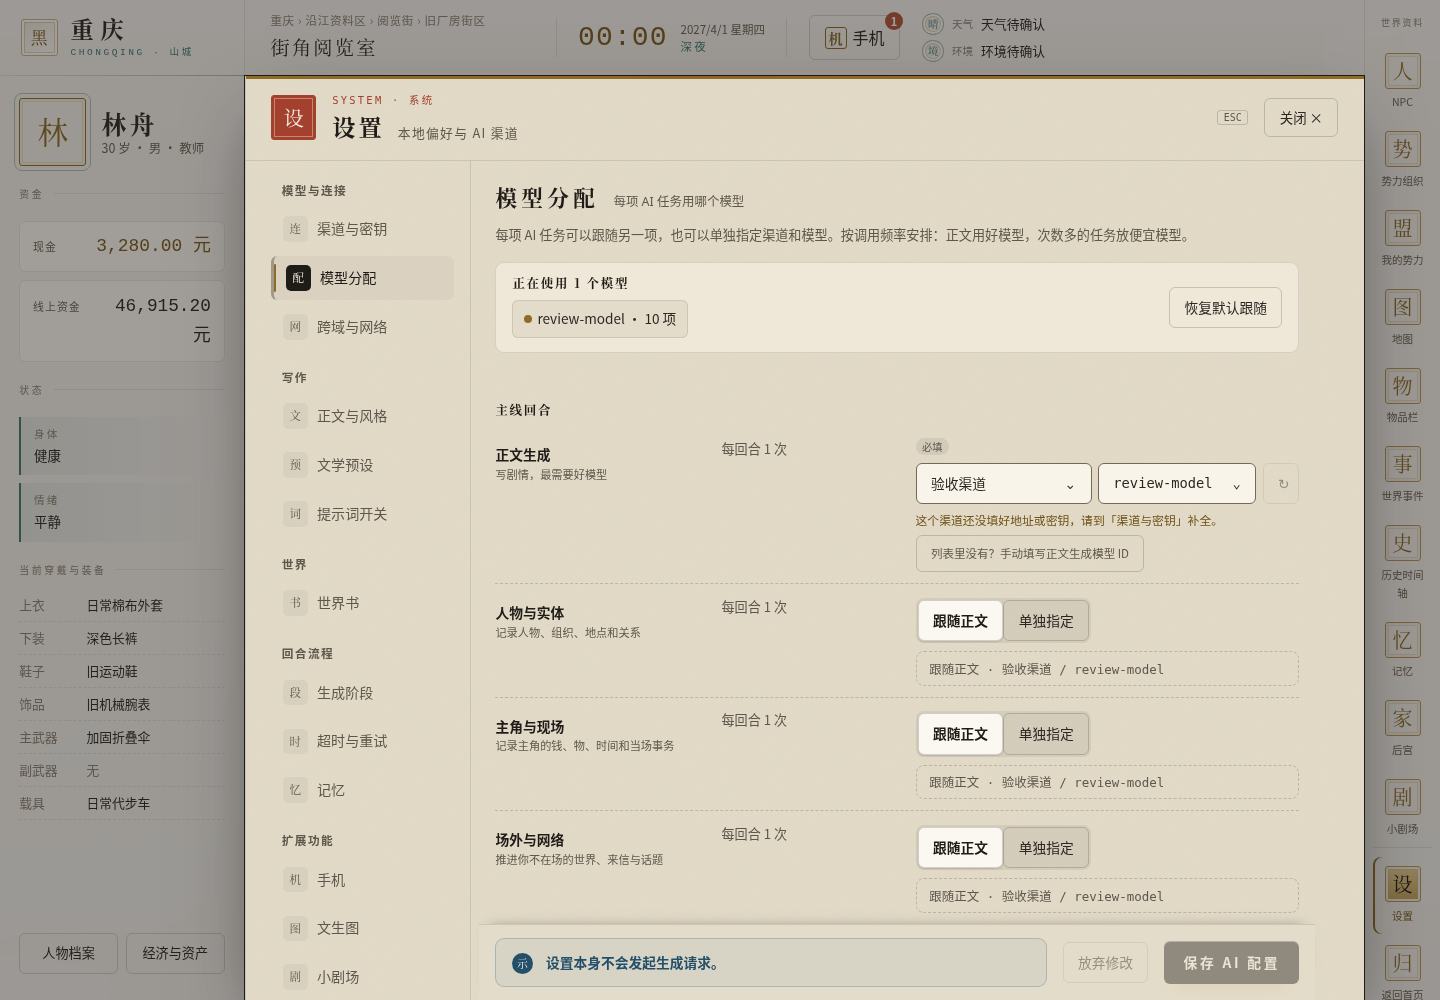 黑
重庆
CHONGQING · 山城
重庆 › 沿江资料区 › 阅览街 › 旧厂房街区
街角阅览室
00:00
2027/4/1 星期四
深夜
机 手机
1
晴 天气 天气待确认
境 环境 环境待确认
林
林舟
30 岁 • 男 • 教师
资金
现金 3,280.00 元
线上资金 46,915.20
元
状态
身体
健康
情绪
平静
当前穿戴与装备
上衣 日常棉布外套
下装 深色长裤
鞋子 旧运动鞋
饰品 旧机械腕表
主武器 加固折叠伞
副武器 无
载具 日常代步车
人物档案 经济与资产
设
SYSTEM · 系统
设置 本地偏好与 AI 渠道
ESC
关闭 ×
模型与连接
连 渠道与密钥
配 模型分配
网 跨域与网络
写作
文 正文与风格
预 文学预设
词 提示词开关
世界
书 世界书
回合流程
段 生成阶段
时 超时与重试
忆 记忆
扩展功能
机 手机
图 文生图
剧 小剧场
模型分配 每项 AI 任务用哪个模型
每项 AI 任务可以跟随另一项，也可以单独指定渠道和模型。按调用频率安排：正文用好模型，次数多的任务放便宜模型。
正在使用 1 个模型
review-model • 10 项
恢复默认跟随
主线回合
正文生成
写剧情，最需要好模型
每回合 1 次
必填
验收渠道 review-model ↻
这个渠道还没填好地址或密钥，请到「渠道与密钥」补全。
列表里没有？手动填写正文生成模型 ID
人物与实体
记录人物、组织、地点和关系
每回合 1 次
跟随正文 单独指定
跟随正文 · 验收渠道 / review-model
主角与现场
记录主角的钱、物、时间和当场事务
每回合 1 次
跟随正文 单独指定
跟随正文 · 验收渠道 / review-model
场外与网络
推进你不在场的世界、来信与话题
每回合 1 次
跟随正文 单独指定
跟随正文 · 验收渠道 / review-model
示 设置本身不会发起生成请求。
放弃修改
保存 AI 配置
世界资料
人
NPC
势
势力组织
盟
我的势力
图
地图
物
物品栏
事
世界事件
史
历史时间
轴
忆
记忆
家
后宫
剧
小剧场
设
设置
归
返回首页